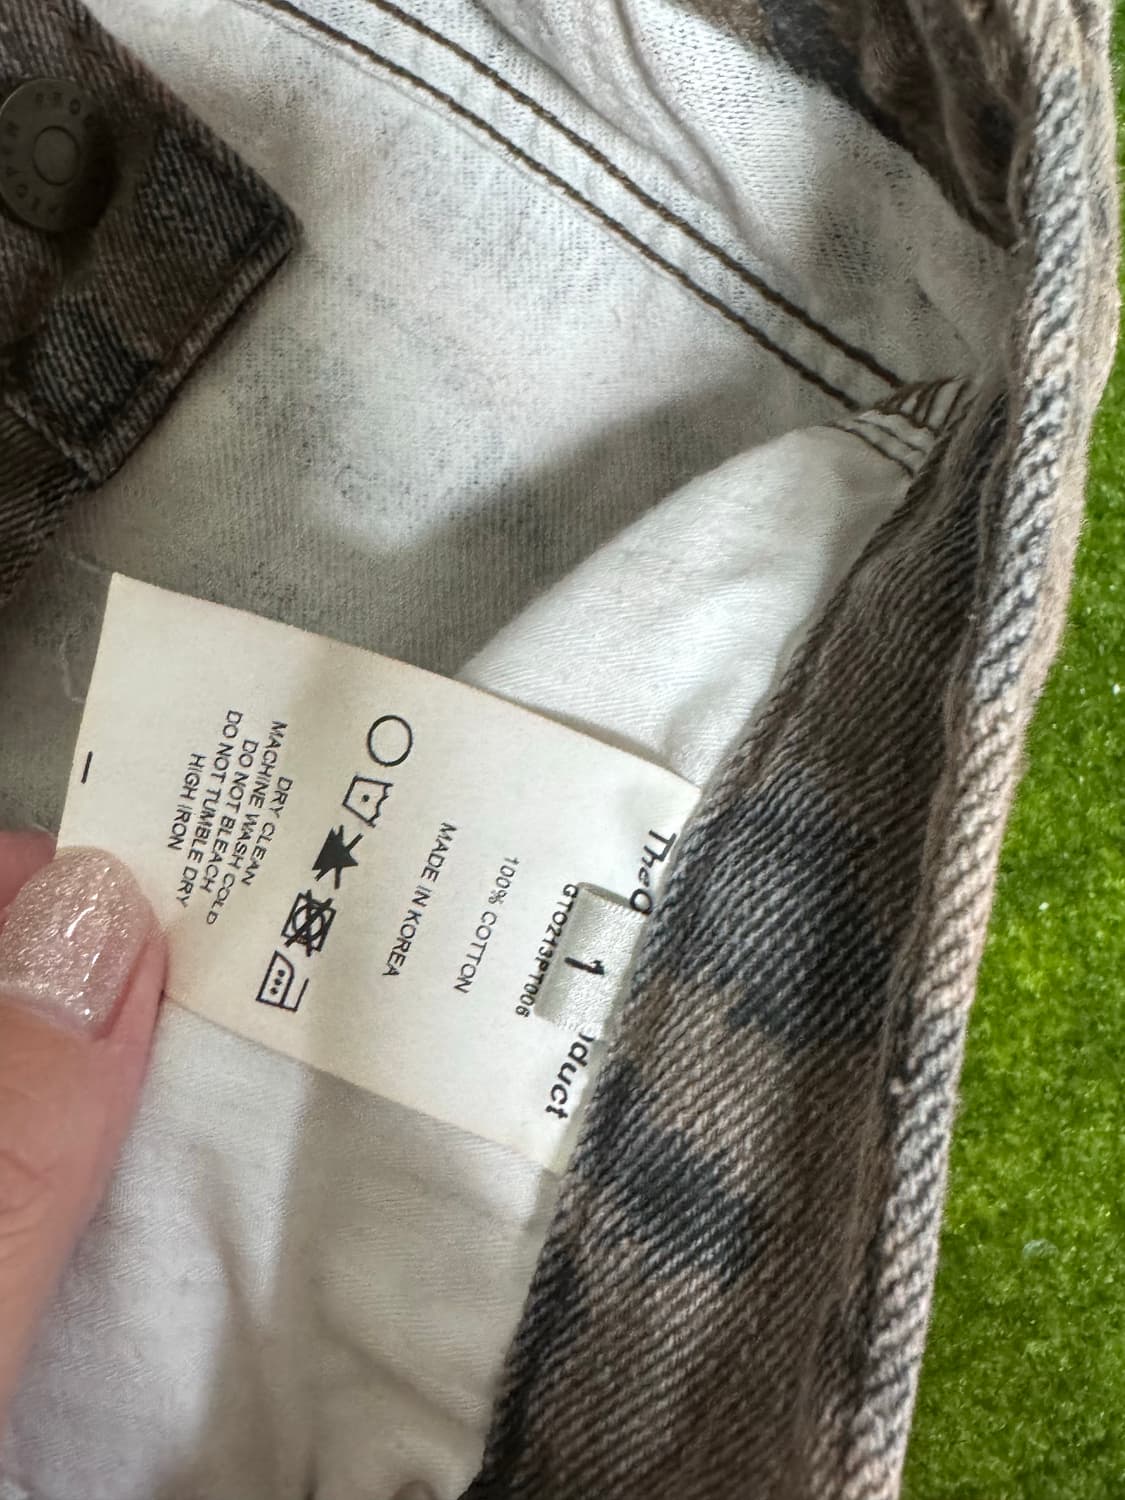 The O
duct
1
GTO213PT006
100% COTTON
MADE IN KOREA
DRY CLEAN
MACHINE WASH COLD
DO NOT BLEACH
DO NOT TUMBLE DRY
HIGH IRON